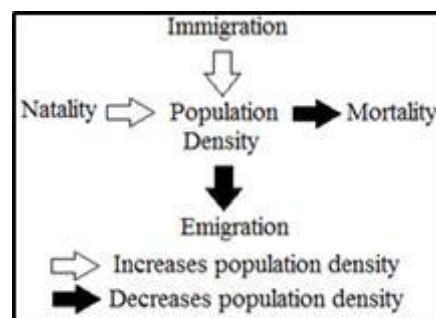 Immigration
Natality Population Mortality
Density
Emigration
Increases population density
Decreases population density